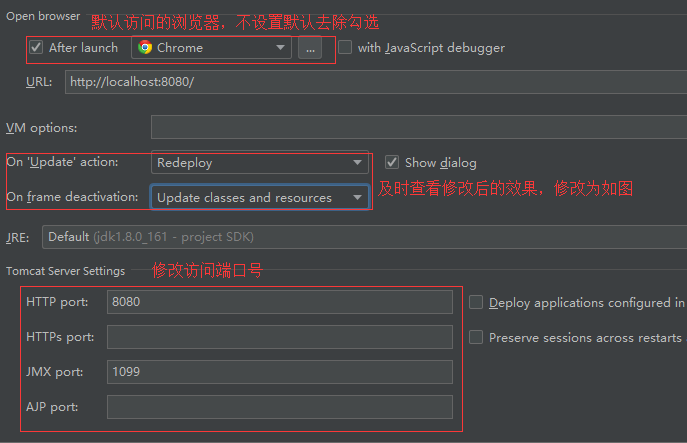 Open browser
默认访问的浏览器，不设置默认去除勾选
After launch Chrome ... with JavaScript debugger
URL: http://localhost:8080/
VM options:
On 'Update' action: Redeploy Show dialog
On frame deactivation: Update classes and resources
及时查看修改后的效果，修改为如图
JRE: Default (jdk1.8.0_161 - project SDK)
Tomcat Server Settings 修改访问端口号
HTTP port: 8080 Deploy applications configured in
HTTPs port: Preserve sessions across restarts
JMX port: 1099
AJP port: